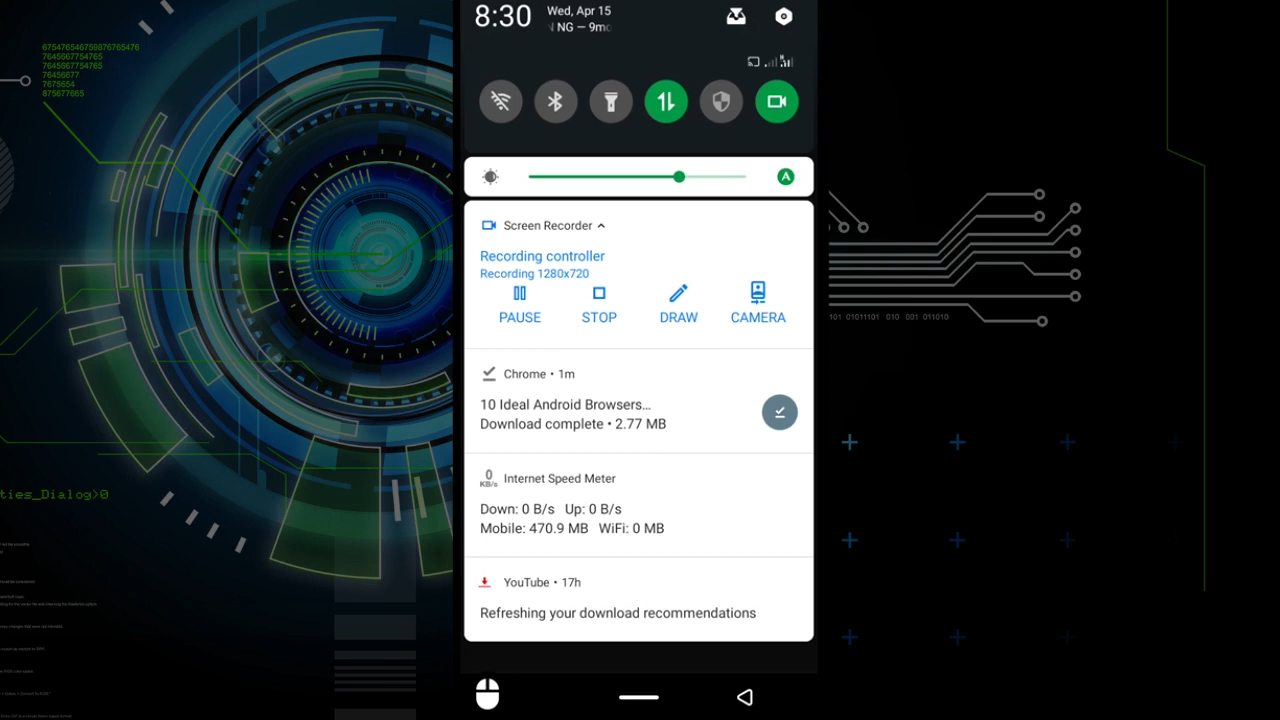 675476546759876765476
7645667754765
7645667754765
76456677
7675654
875677665
ties_Dialog>0
8:30
Wed, Apr 15
NG — 9mo
A
Screen Recorder
Recording controller
Recording 1280x720
PAUSE STOP DRAW CAMERA
Chrome • 1m
10 Ideal Android Browsers…
Download complete • 2.77 MB
0
KB/s
Internet Speed Meter
Down: 0 B/s Up: 0 B/s
Mobile: 470.9 MB WiFi: 0 MB
YouTube • 17h
Refreshing your download recommendations
101 01011101 010 001 011010